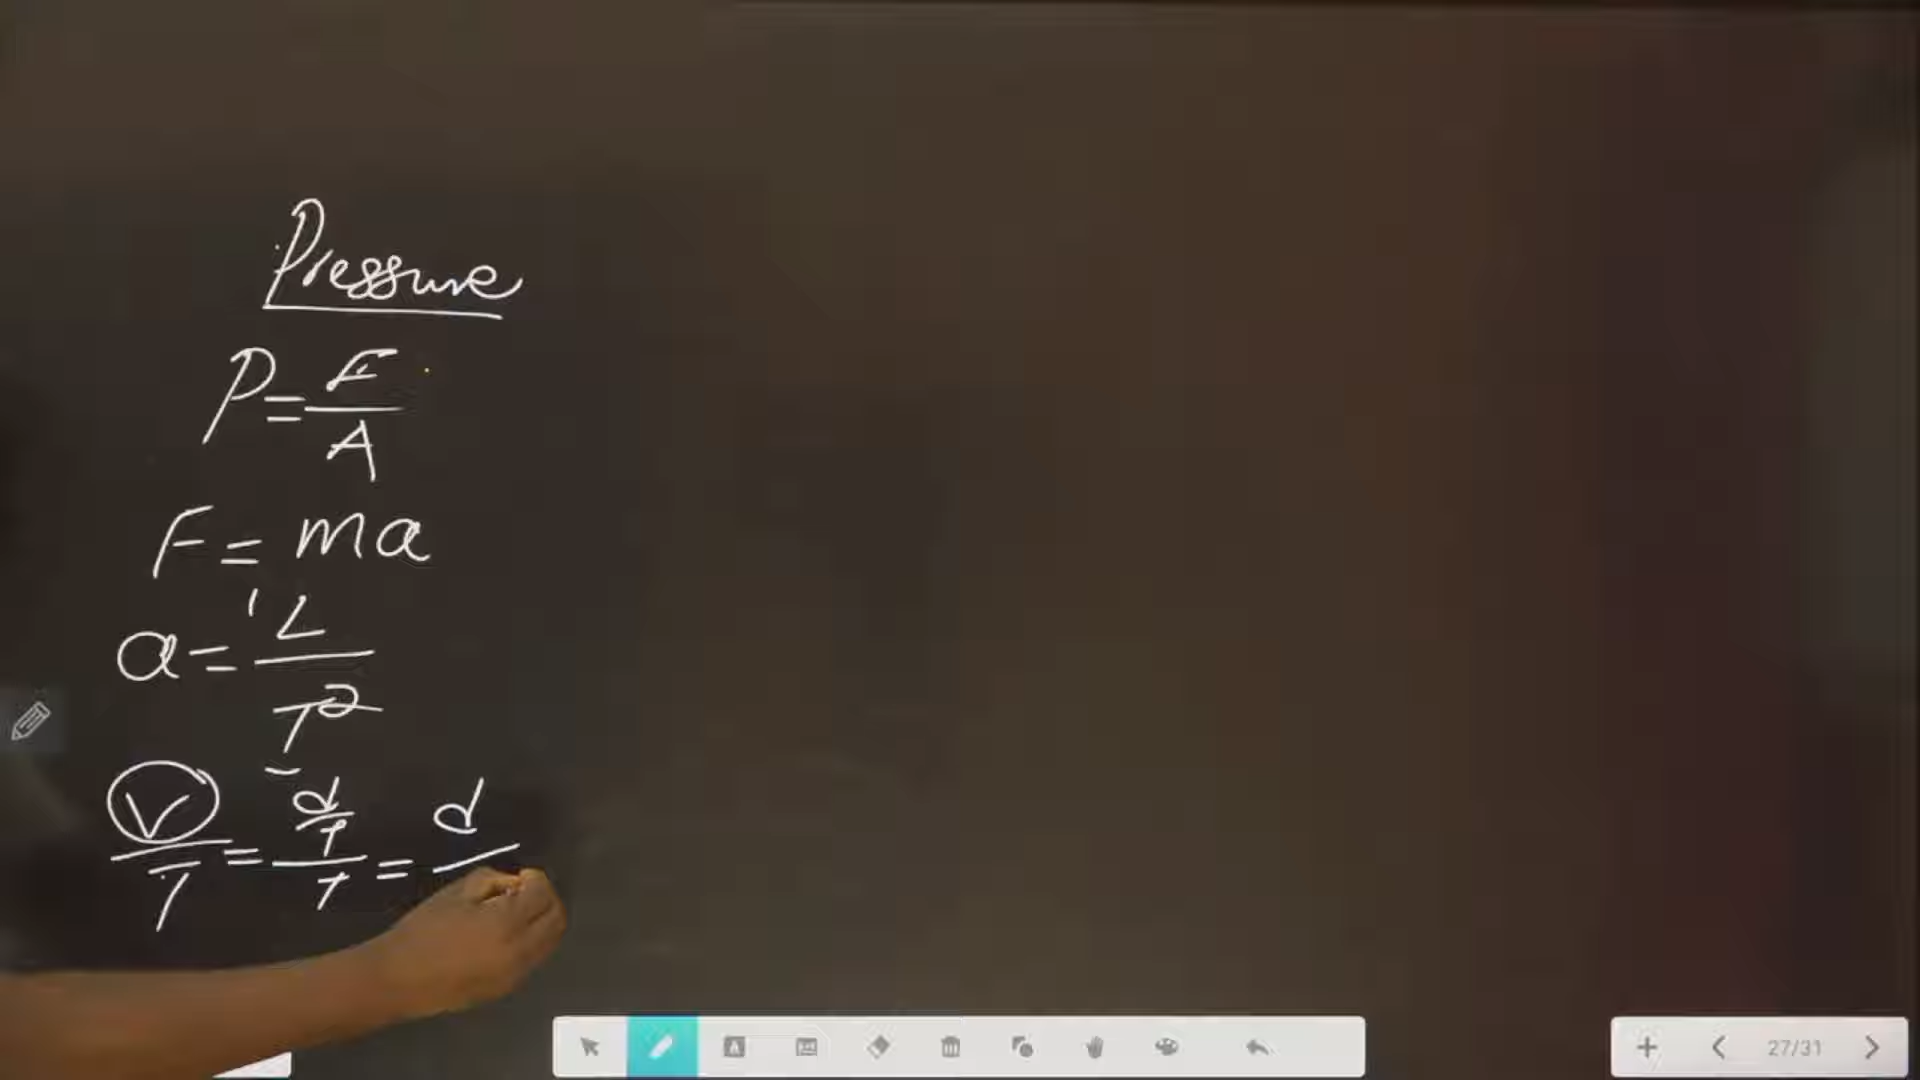 Pressure
P = F/A
F = ma
a = L/T²
V/T = d/T/T = d/
27/31